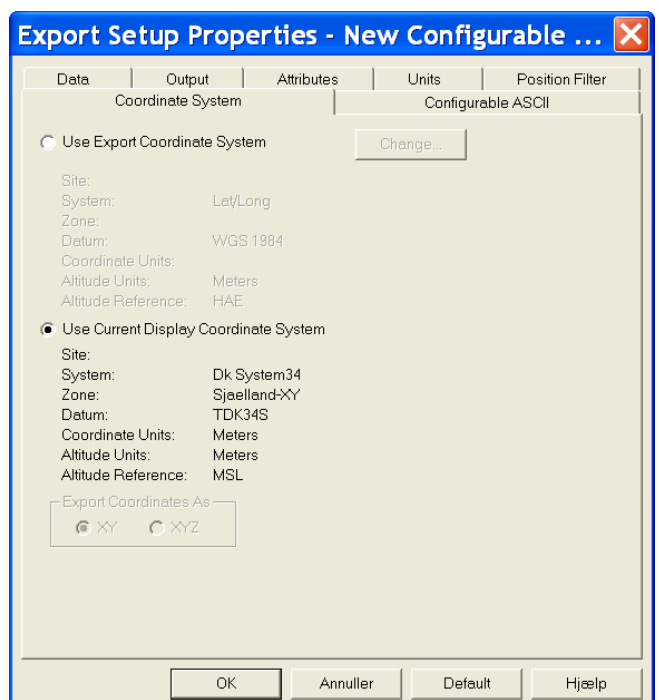 Export Setup Properties - New Configurable ...
Data Output Attributes Units Position Filter
Coordinate System Configurable ASCII
Use Export Coordinate System Change...
Site:
System: Lat/Long
Zone:
Datum: WGS 1984
Coordinate Units:
Altitude Units: Meters
Altitude Reference: HAE
Use Current Display Coordinate System
Site:
System: Dk System34
Zone: Sjaelland-XY
Datum: TDK34S
Coordinate Units: Meters
Altitude Units: Meters
Altitude Reference: MSL
Export Coordinates As
XY XYZ
OK Annuller Default Hjælp